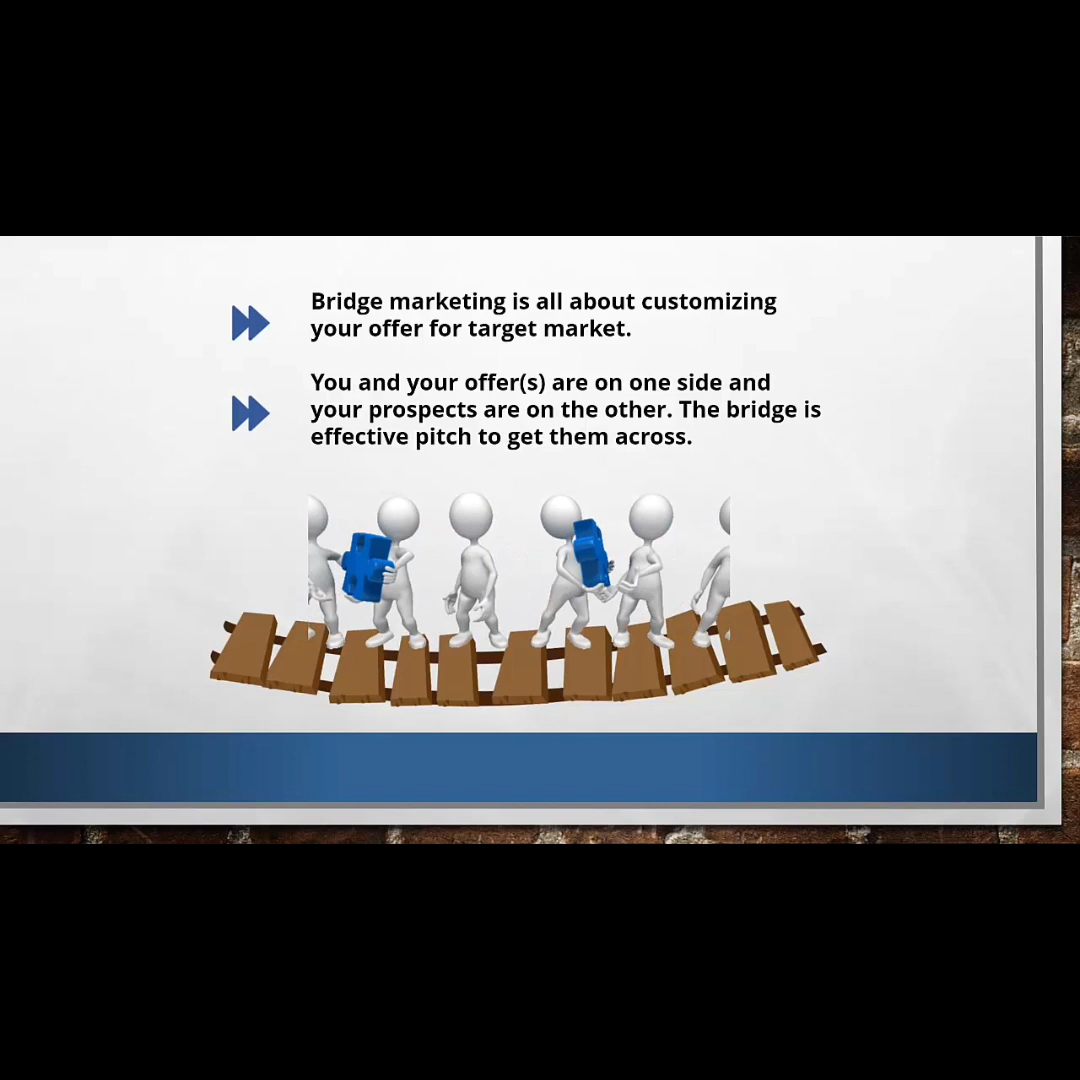 Bridge marketing is all about customizing
your offer for target market.
You and your offer(s) are on one side and
your prospects are on the other. The bridge is
effective pitch to get them across.